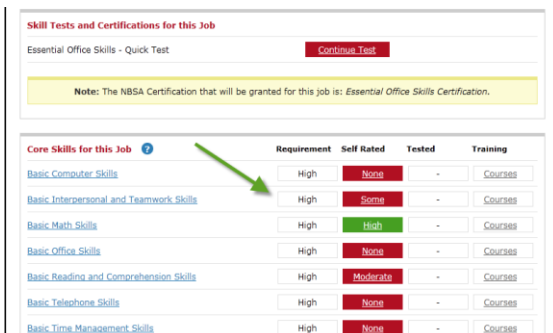 Skill Tests and Certifications for this Job
Essential Office Skills - Quick Test Continue Test
Note: The NBSA Certification that will be granted for this job is: Essential Office Skills Certification.
Core Skills for this Job ? Requirement Self Rated Tested Training
Basic Computer Skills High None - Courses
Basic Interpersonal and Teamwork Skills High Some - Courses
Basic Math Skills High High - Courses
Basic Office Skills High None - Courses
Basic Reading and Comprehension Skills High Moderate - Courses
Basic Telephone Skills High None - Courses
Basic Time Management Skills High None - Courses